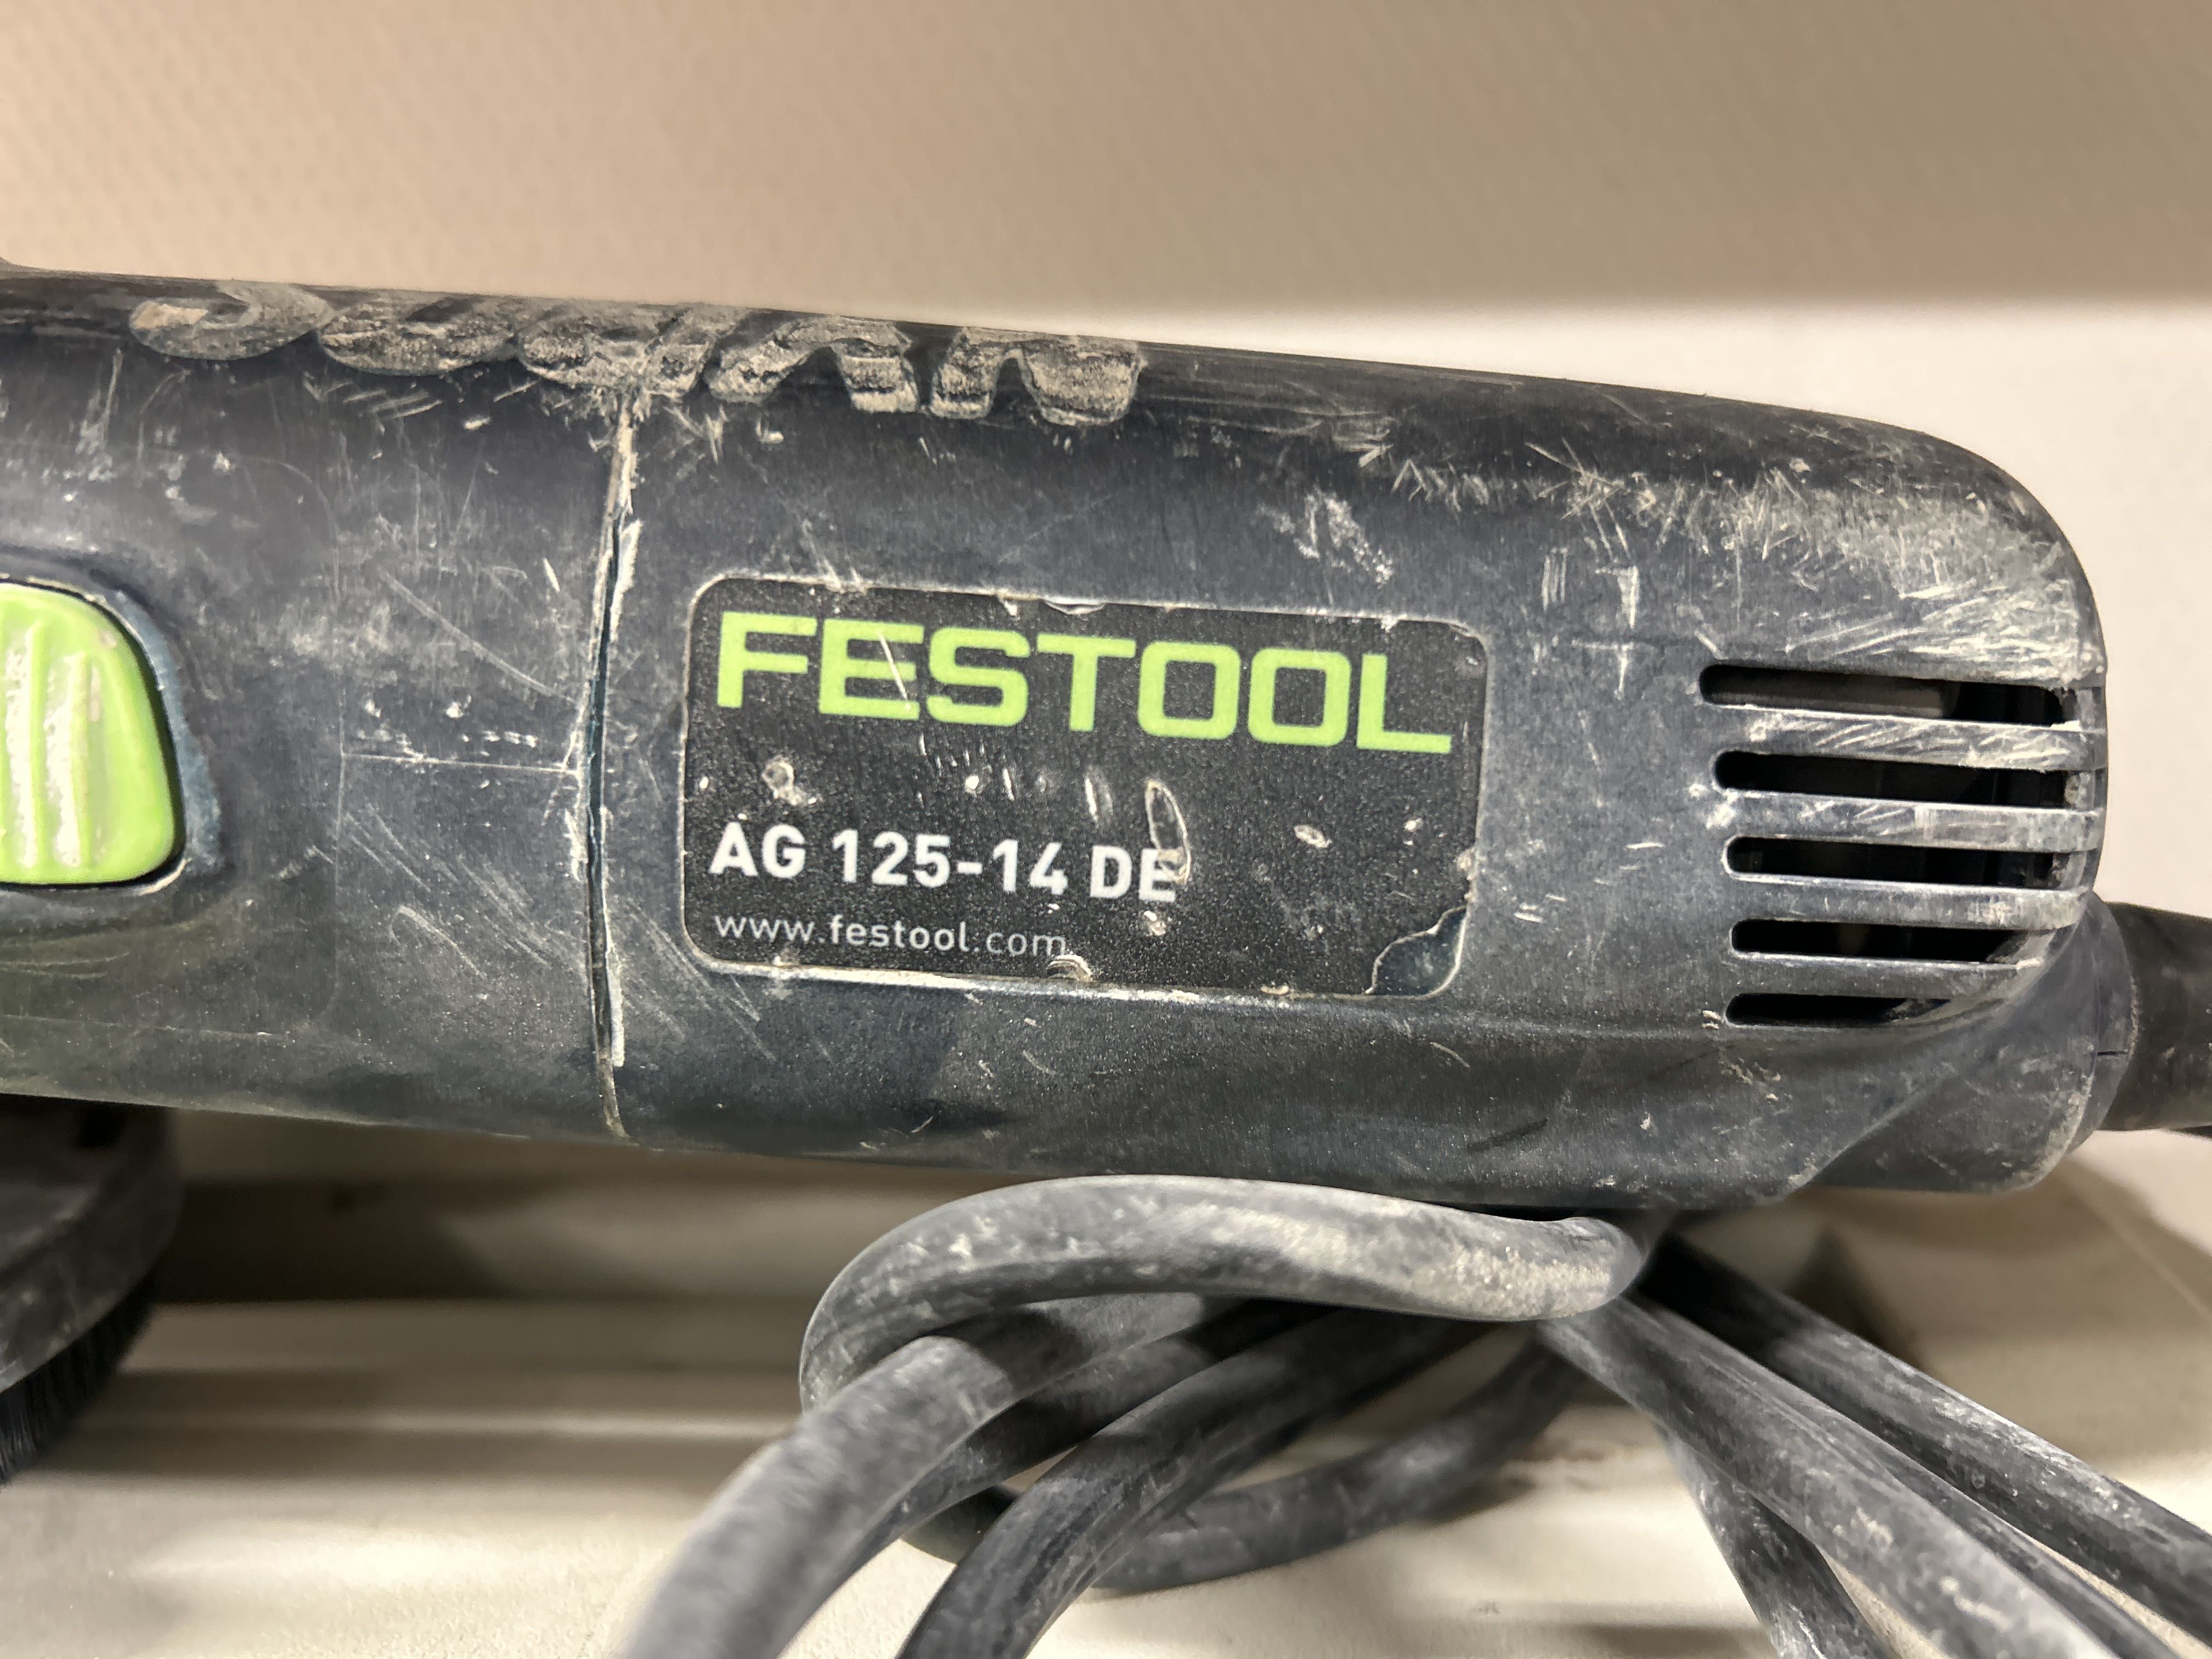 FESTOOL
AG 125-14 DE
www.festool.com